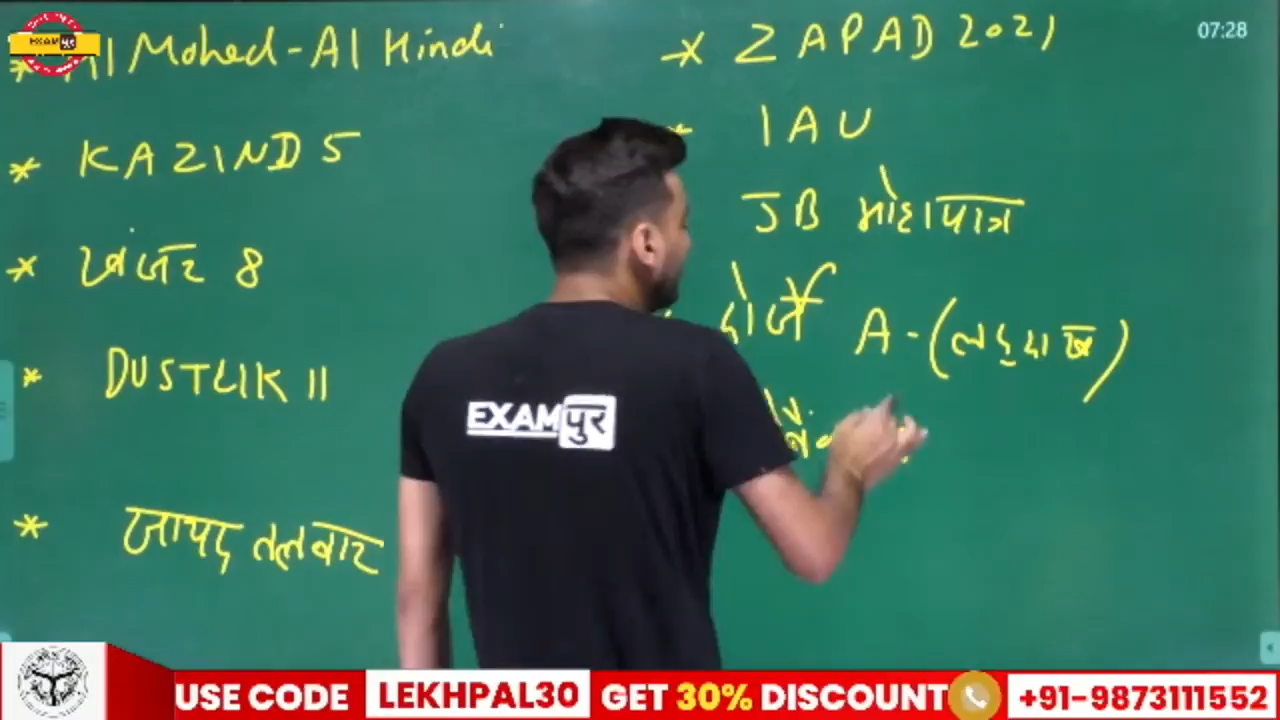 EXAMपुर
Al Mohed-Al Hindi
* KAZIND 5
* खंजर 8
* DUSTLIK II
* जायद तलवार
* ZAPAD 2021
* IAU
JB मोहापात्र
दोर्जे A-(लद्दाख)
07:28
EXAMपुर
USE CODE LEKHPAL30 GET 30% DISCOUNT +91-9873111552